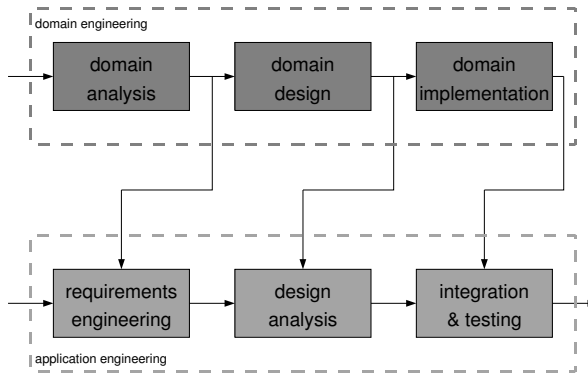 domain engineering
domain
analysis
domain
design
domain
implementation
requirements
engineering
design
analysis
integration
& testing
application engineering